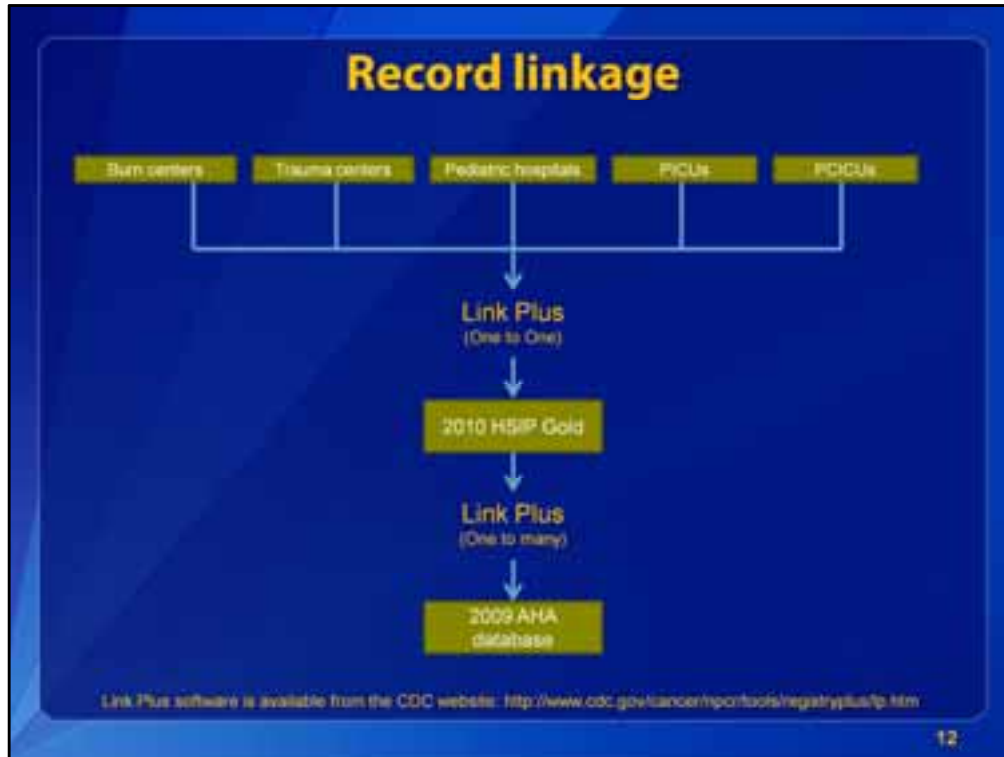 Record linkage
Burn centers
Trauma centers
Pediatric hospitals
PICUs
PCICUs
Link Plus
(One to One)
2010 HSIP Gold
Link Plus
(One to many)
2009 AHA
database
Link Plus software is available from the CDC website: http://www.cdc.gov/cancer/npcr/tools/registryplus/lp.htm
12